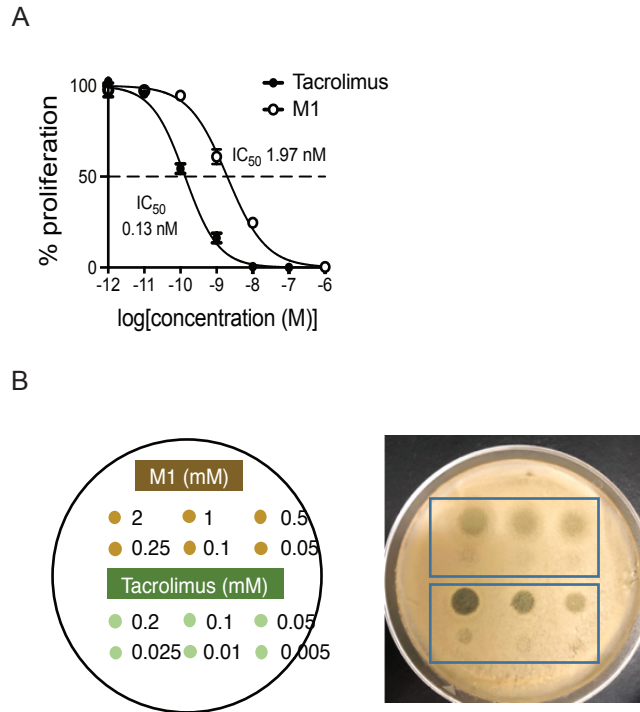 A
Tacrolimus
M1
% proliferation
100
50
0
IC50 1.97 nM
IC50
0.13 nM
-12 -11 -10 -9 -8 -7 -6
log[concentration (M)]
B
M1 (mM)
2 1 0.5
0.25 0.1 0.05
Tacrolimus (mM)
0.2 0.1 0.05
0.025 0.01 0.005